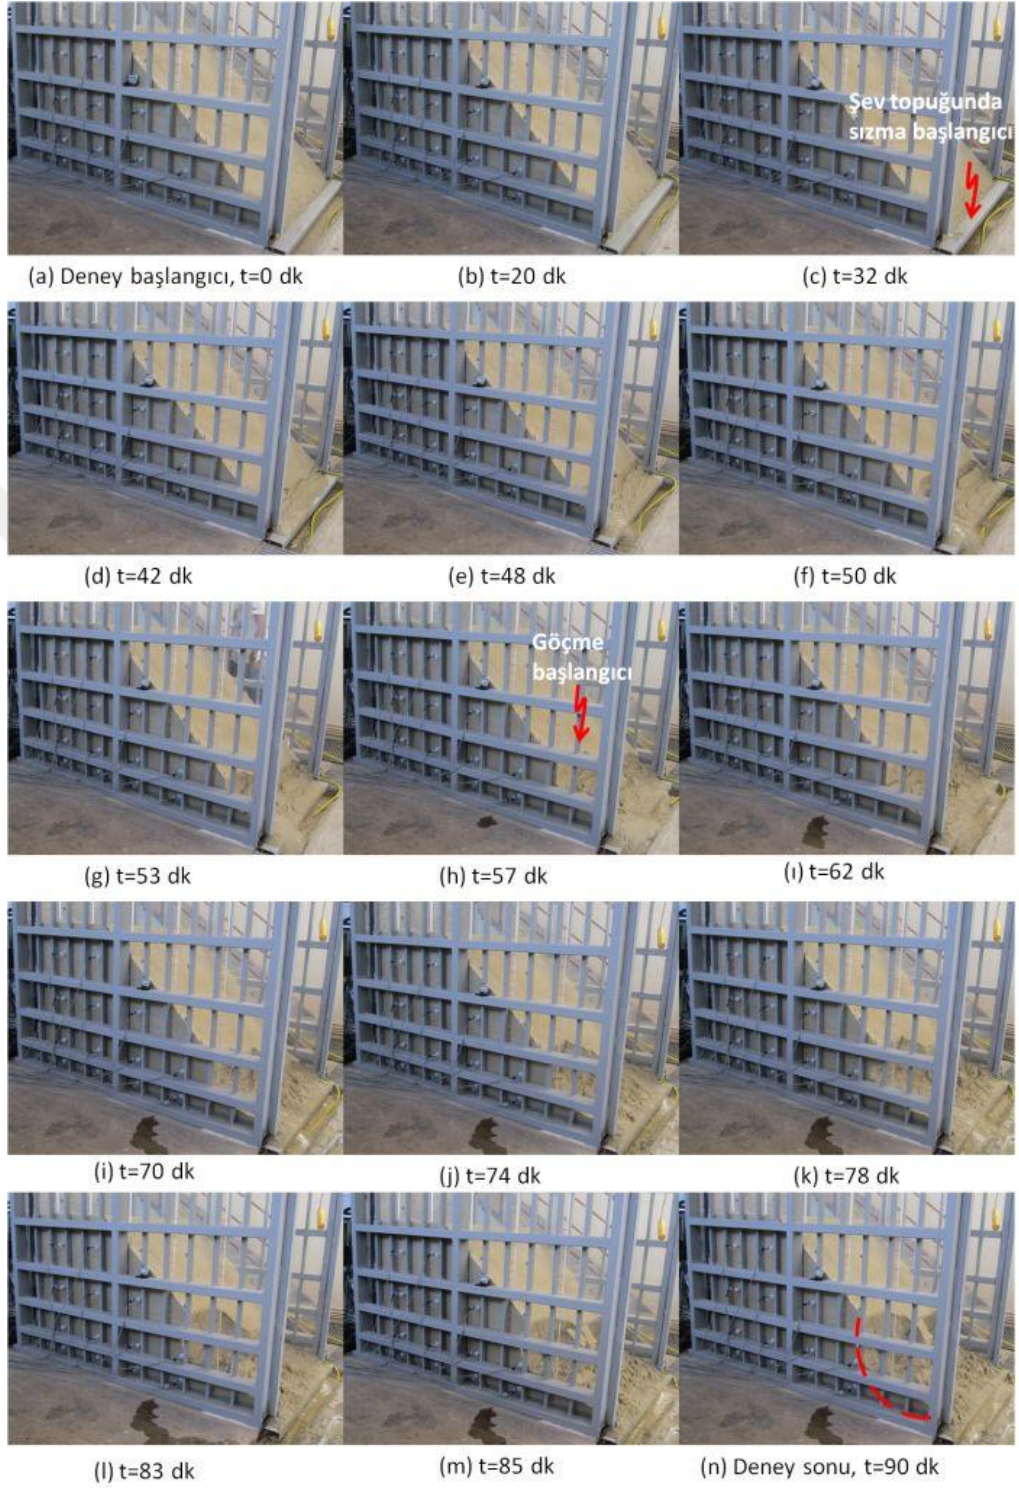 Şev topuğunda
sızma başlangıcı
(a) Deney başlangıcı, t=0 dk
(b) t=20 dk
(c) t=32 dk
(d) t=42 dk
(e) t=48 dk
(f) t=50 dk
Göçme
başlangıcı
(g) t=53 dk
(h) t=57 dk
(ı) t=62 dk
(i) t=70 dk
(j) t=74 dk
(k) t=78 dk
(l) t=83 dk
(m) t=85 dk
(n) Deney sonu, t=90 dk